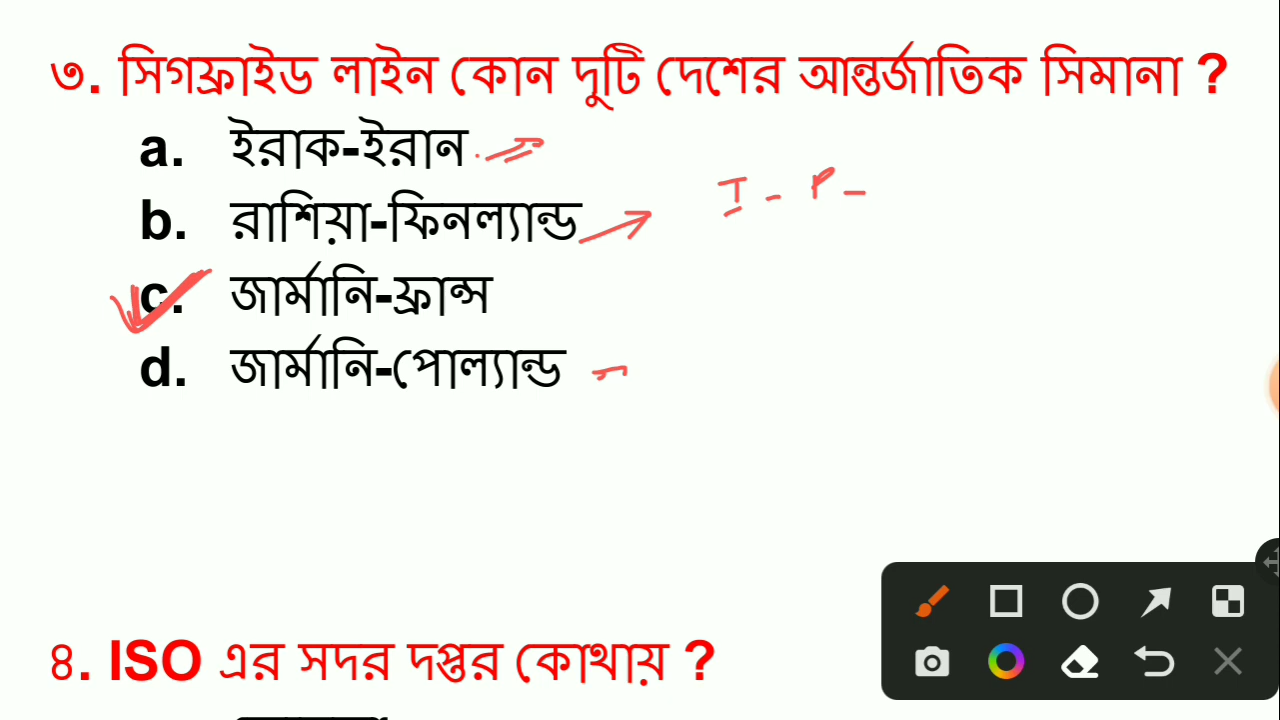 ৩. সিগফ্রাইড লাইন কোন দুটি দেশের আন্তর্জাতিক সিমানা ?
a. ইরাক-ইরান
b. রাশিয়া-ফিনল্যান্ড I - P -
c. জার্মানি-ফ্রান্স
d. জার্মানি-পোল্যান্ড
৪. ISO এর সদর দপ্তর কোথায় ?